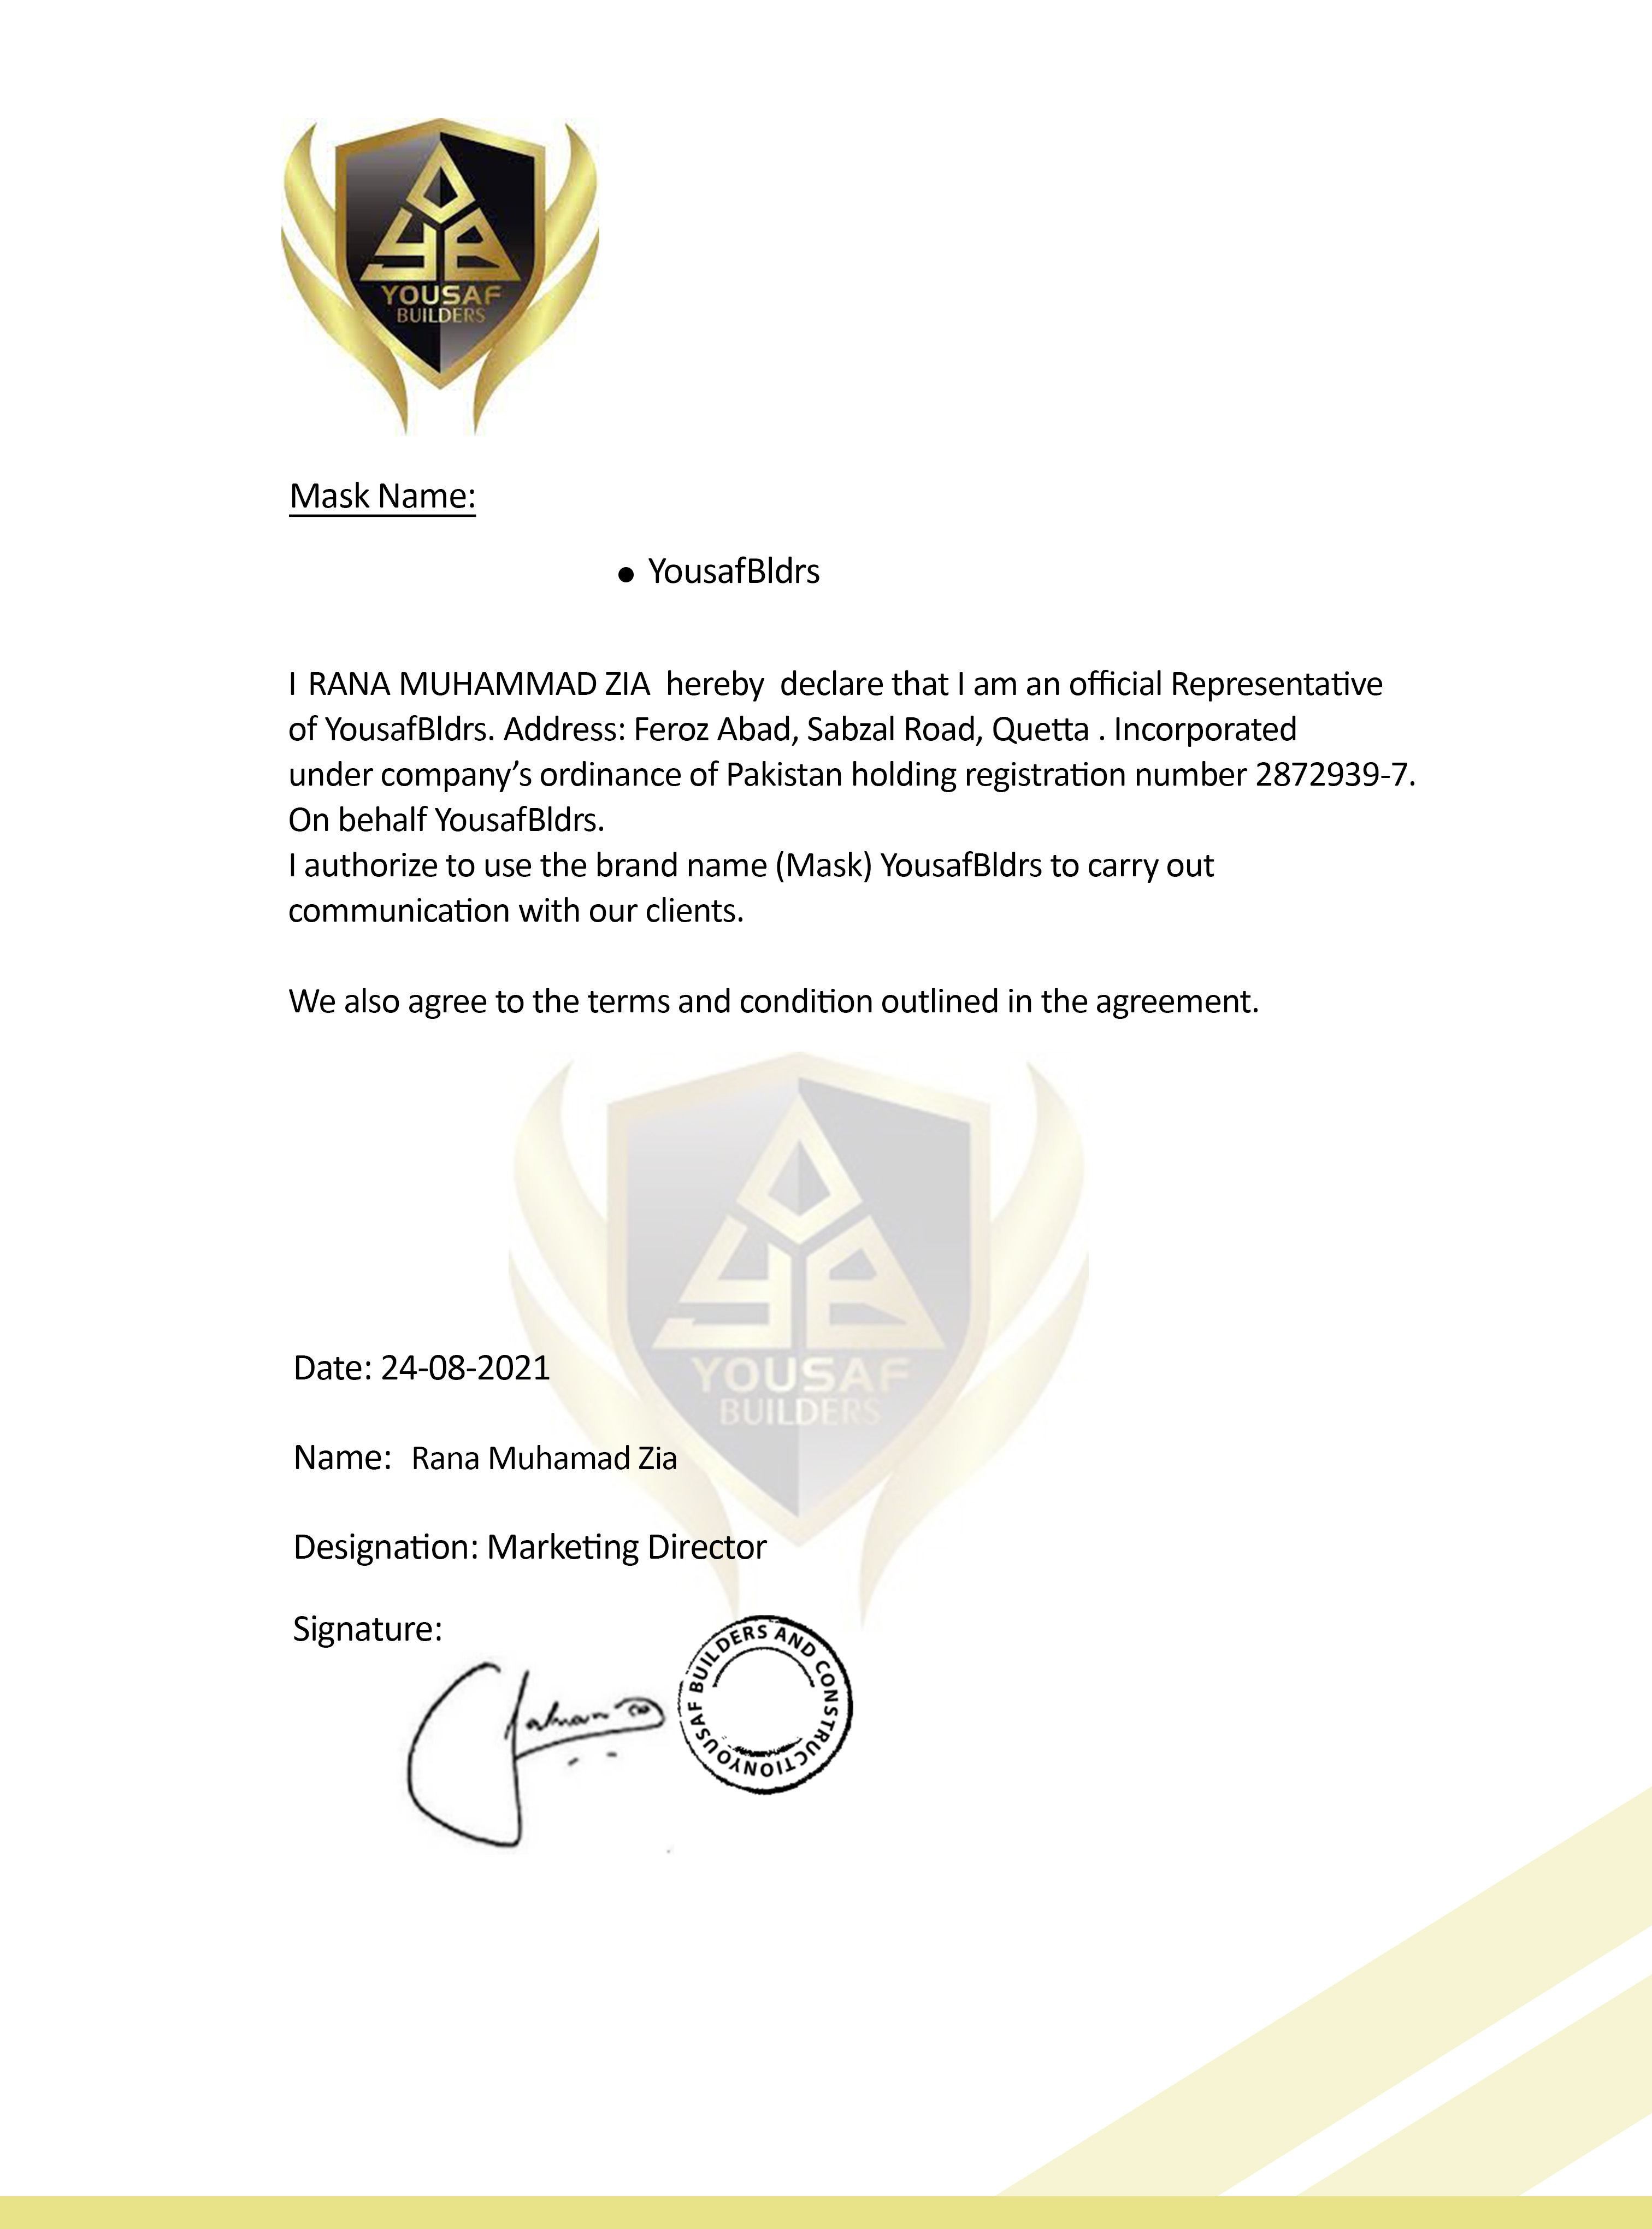 YOUSAF
BUILDERS
Mask Name:
• YousafBldrs
I RANA MUHAMMAD ZIA hereby declare that I am an official Representative
of YousafBldrs. Address: Feroz Abad, Sabzal Road, Quetta . Incorporated
under company’s ordinance of Pakistan holding registration number 2872939-7.
On behalf YousafBldrs.
I authorize to use the brand name (Mask) YousafBldrs to carry out
communication with our clients.
We also agree to the terms and condition outlined in the agreement.
YOUSAF
BUILDERS
Date: 24-08-2021
Name: Rana Muhamad Zia
Designation: Marketing Director
Signature:
YOUSAF BUILDERS AND CONSTRUCTION